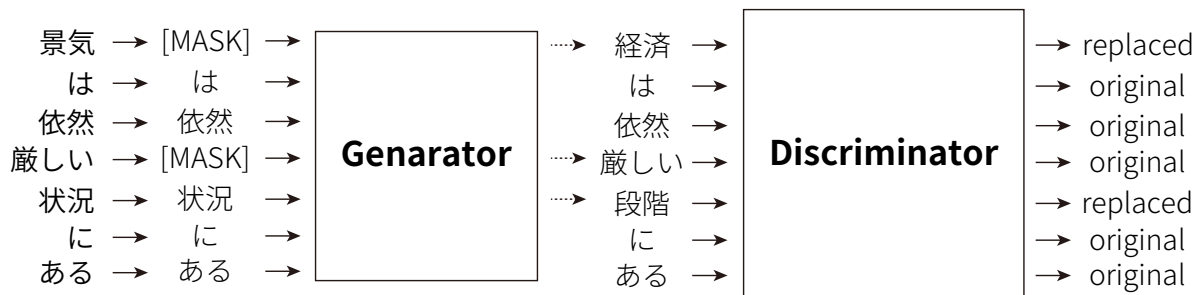 景気 [MASK] 経済 replaced
は は は original
依然 依然 依然 original
厳しい [MASK] 厳しい original
状況 状況 段階 replaced
に に に original
ある ある ある original
Genarator
Discriminator